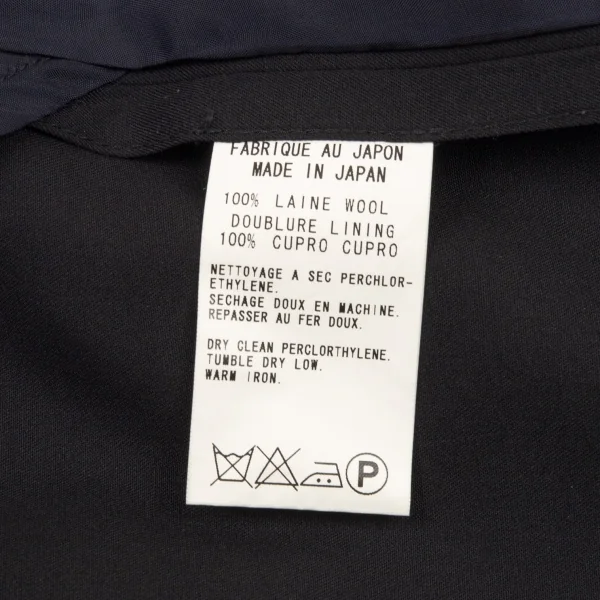 FABRIQUE AU JAPON
MADE IN JAPAN
100% LAINE WOOL
DOUBLURE LINING
100% CUPRO CUPRO
NETTOYAGE A SEC PERCHLOR-
ETHYLENE.
SECHAGE DOUX EN MACHINE.
REPASSER AU FER DOUX.
DRY CLEAN PERCLORTHYLENE.
TUMBLE DRY LOW.
WARM IRON.
P